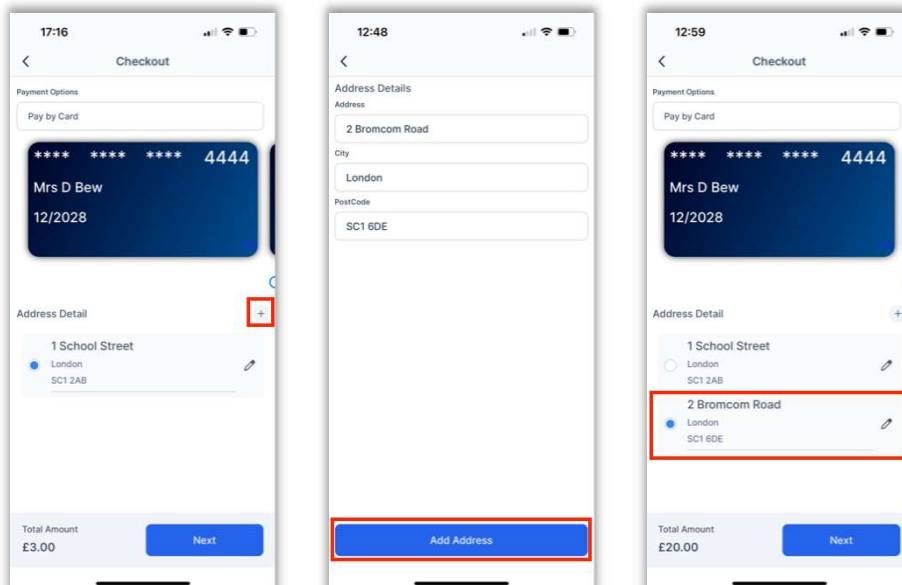 17:16
Checkout
Payment Options
Pay by Card
**** **** **** 4444
Mrs D Bew
12/2028
Address Detail
+
1 School Street
London
SC1 2AB
Total Amount
£3.00
Next
12:48
Address Details
Address
2 Bromcom Road
City
London
PostCode
SC1 6DE
Add Address
12:59
Checkout
Payment Options
Pay by Card
**** **** **** 4444
Mrs D Bew
12/2028
Address Detail
+
1 School Street
London
SC1 2AB
2 Bromcom Road
London
SC1 6DE
Total Amount
£20.00
Next